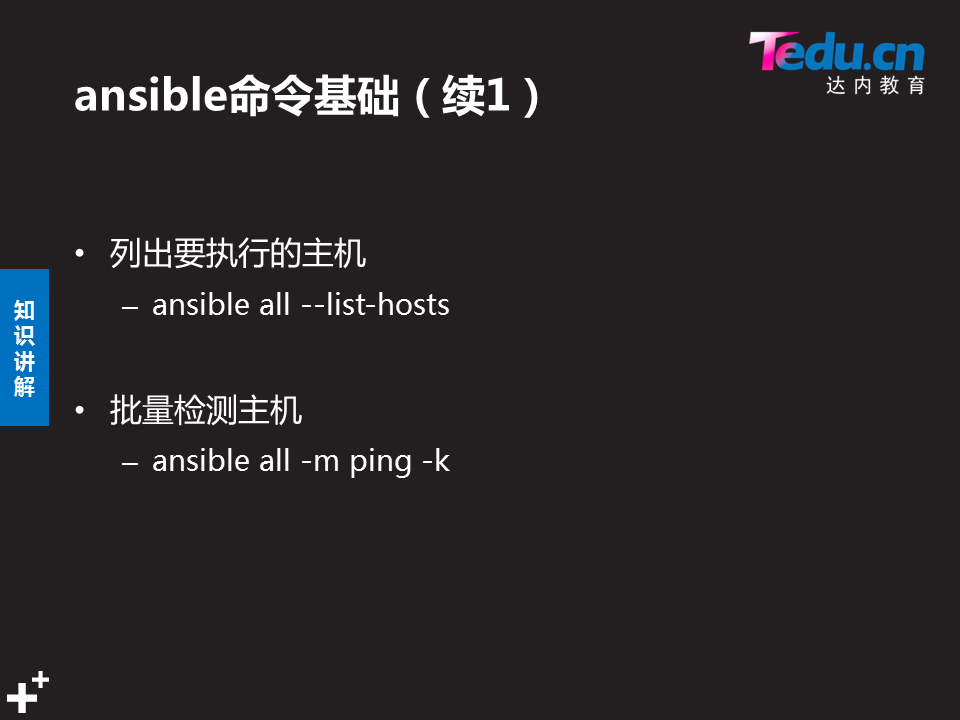 Tedu.cn
达内教育
ansible命令基础（续1）
• 列出要执行的主机
– ansible all --list-hosts
知识讲解
• 批量检测主机
– ansible all -m ping -k